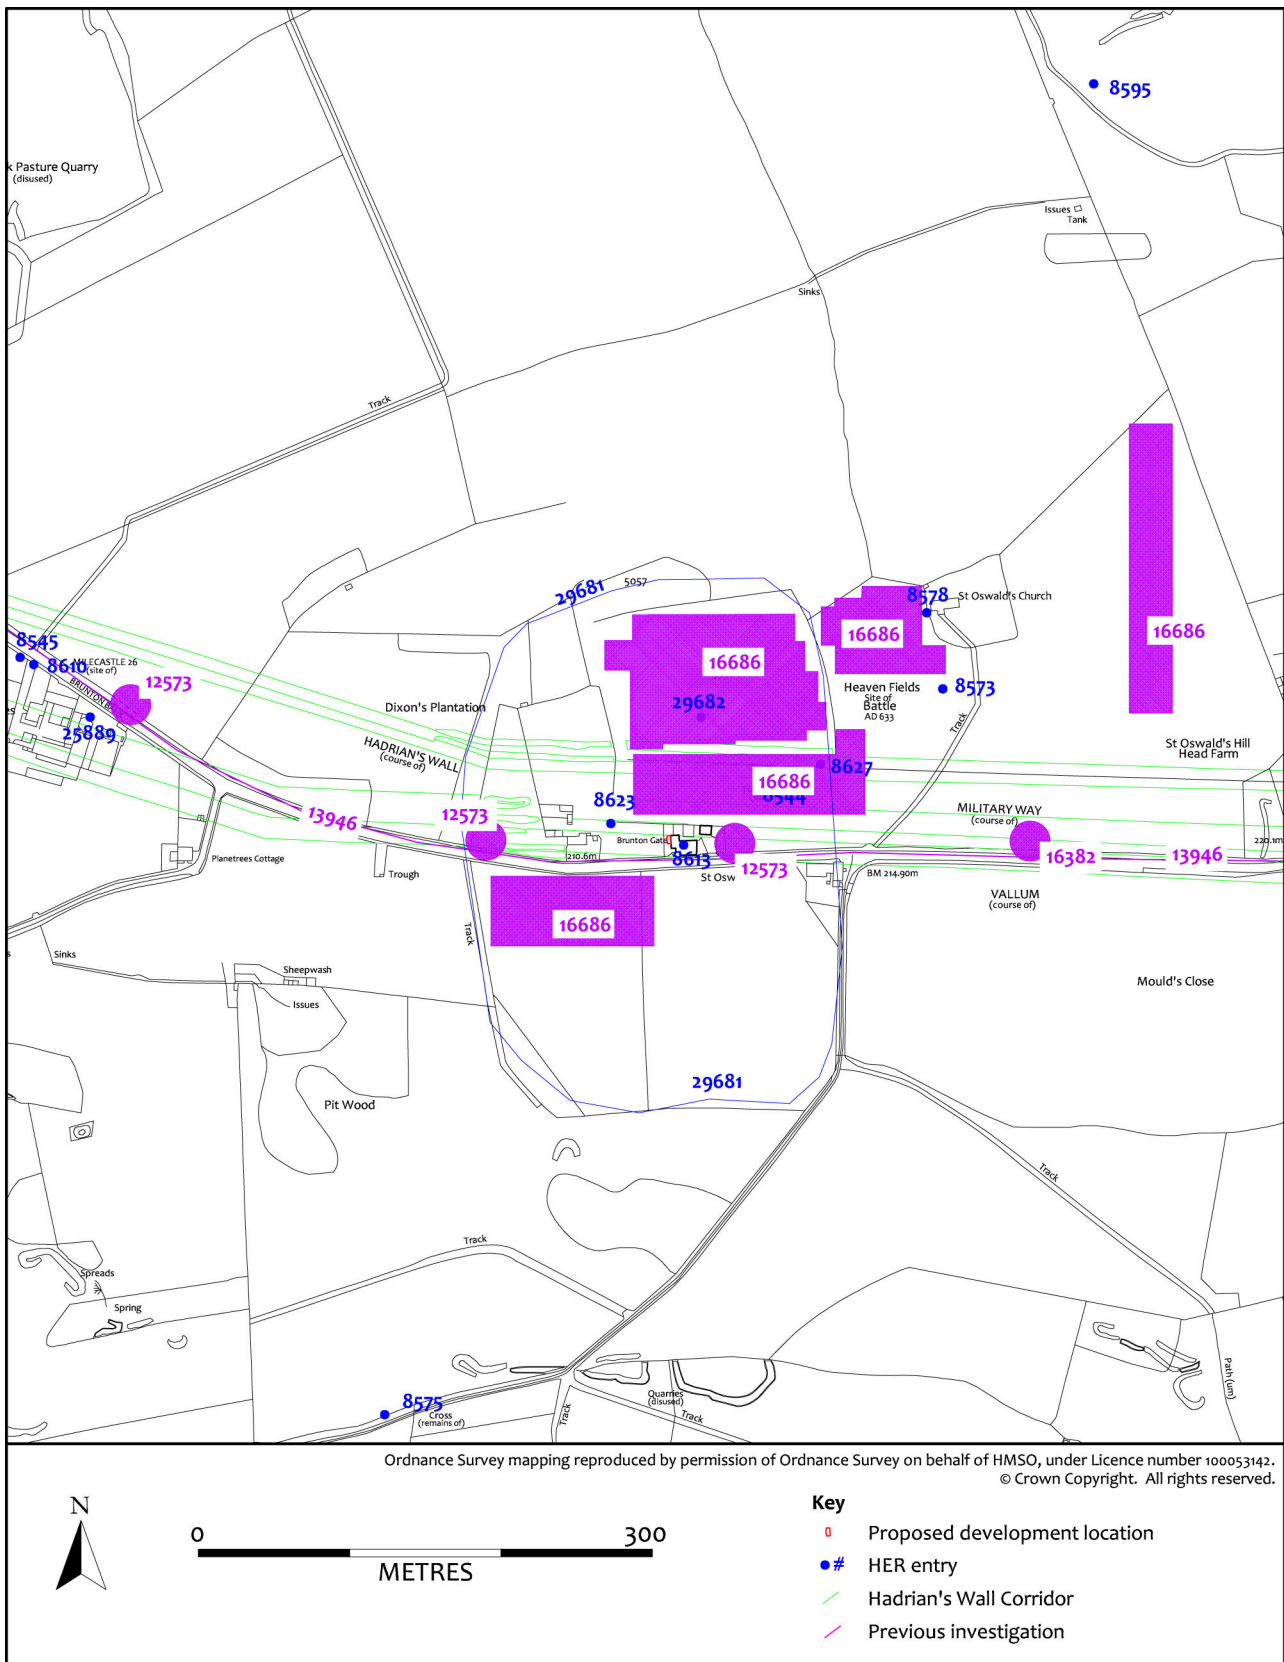 8595
k Pasture Quarry
(disused)
Issues
Tank
Sinks
Track
29681
5057
8578
St Oswald's Church
16686
16686
8545
8610
MILECASTLE 26
(site of)
12573
BRUNTON B
16686
29682
Heaven Fields
Site of
Battle
AD 633
8573
Dixon's Plantation
25889
Track
HADRIAN'S WALL
(course of)
St Oswald's Hill
Head Farm
16686
8627
8544
8623
12573
13946
MILITARY WAY
(course of)
Brunton Gate
210.6m
8613
Planetrees Cottage
Trough
St Osw
12573
BM 214.90m
16382
13946
220.1m
VALLUM
(course of)
16686
Track
s
Sinks
Sheepwash
Issues
Mould's Close
29681
Pit Wood
Track
Track
Spreads
Spring
Path (um)
8575
Cross
(remains of)
Quarries
(disused)
Track
Track
Ordnance Survey mapping reproduced by permission of Ordnance Survey on behalf of HMSO, under Licence number 100053142.
© Crown Copyright. All rights reserved.
N
0
300
METRES
Key
Proposed development location
# HER entry
Hadrian's Wall Corridor
Previous investigation